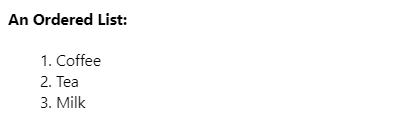 An Ordered List:
1. Coffee
2. Tea
3. Milk